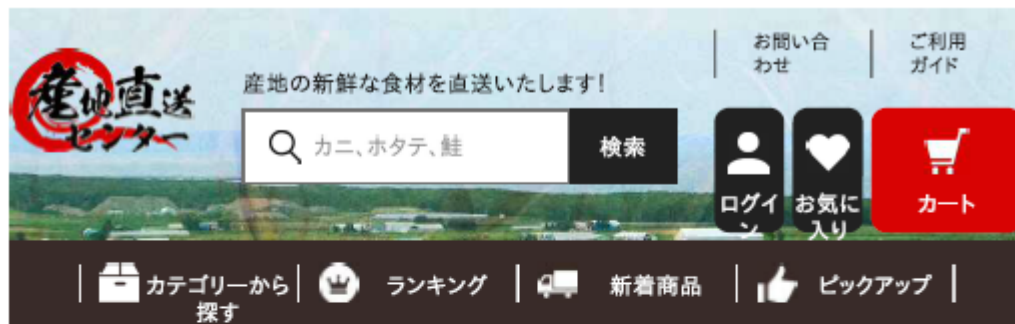 お問い合
わせ
ご利用
ガイド
産地直送
センター
産地の新鮮な食材を直送いたします!
カニ、ホタテ、鮭
検索
ログイ
ン
お気に
入り
カート
カテゴリーから
探す
ランキング
新着商品
ピックアップ